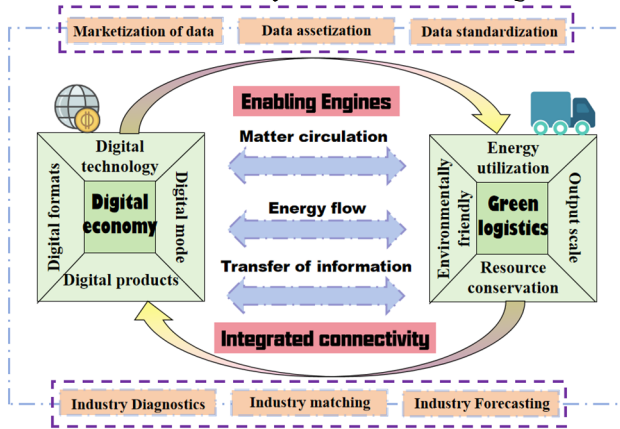 Marketization of data
Data assetization
Data standardization
Enabling Engines
Matter circulation
Energy flow
Transfer of information
Integrated connectivity
Digital
technology
Digital formats
Digital
economy
Digital mode
Digital products
Energy
utilization
Environmentally
friendly
Green
logistics
Output scale
Resource
conservation
Industry Diagnostics
Industry matching
Industry Forecasting